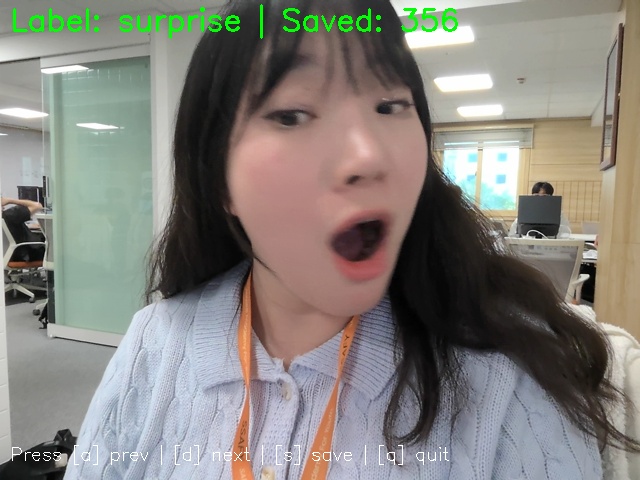 Label: surprise | Saved: 356
Press [a] prev | [d] next | [s] save | [q] quit